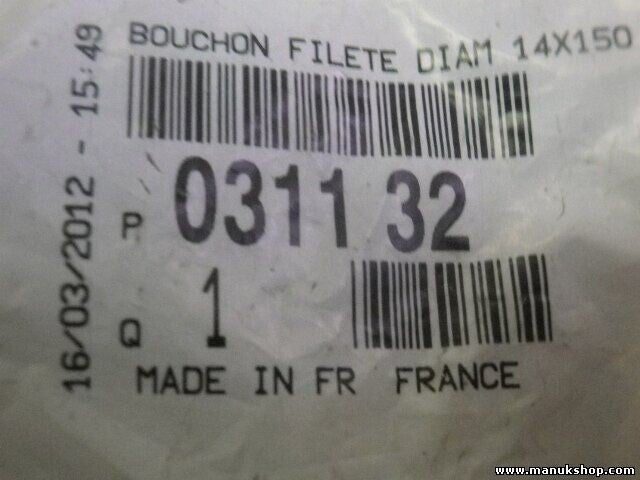 BOUCHON FILETE DIAM 14X150
P 0311 32
Q 1
MADE IN FR FRANCE
16/03/2012 - 15:49
www.manukshop.com